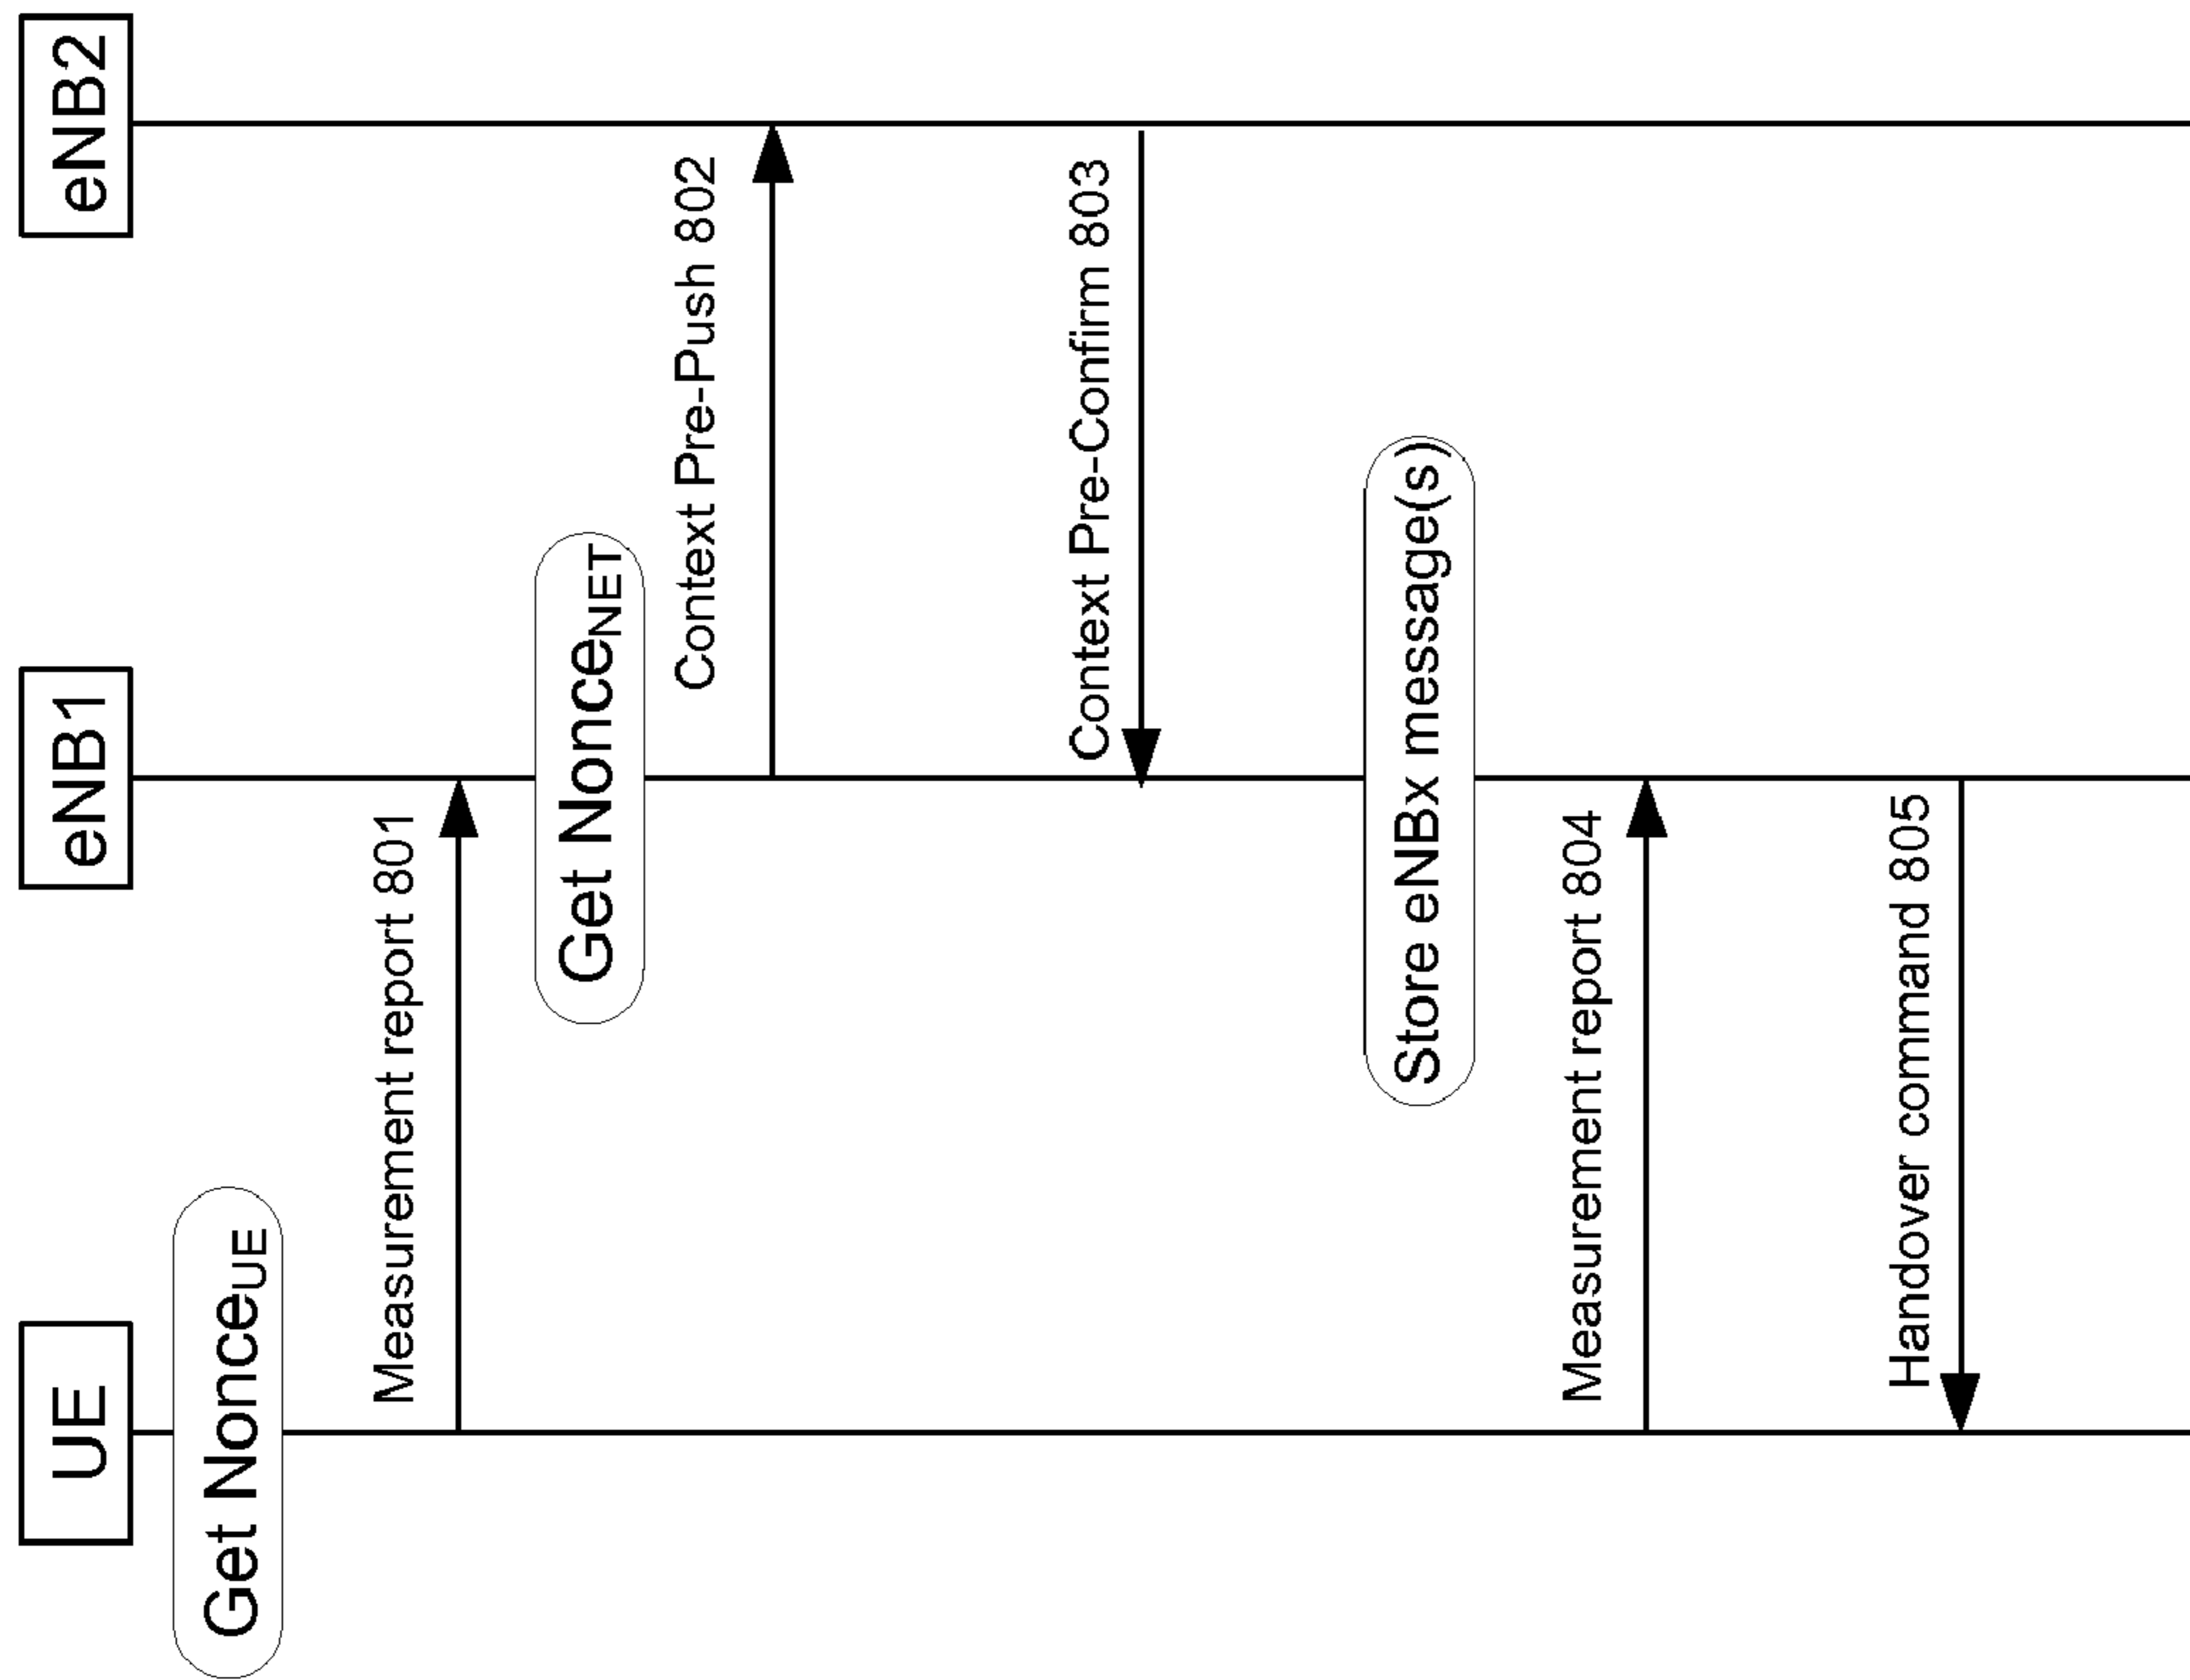 UE
eNB1
eNB2
Get NonceUE
Measurement report 801
Get NonceNET
Context Pre-Push 802
Context Pre-Confirm 803
Store eNBx message(s)
Measurement report 804
Handover command 805